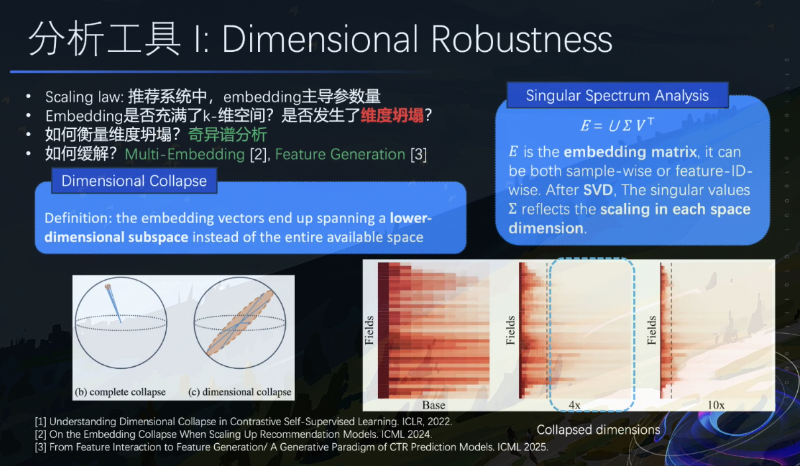 分析工具 I: Dimensional Robustness
• Scaling law: 推荐系统中，embedding主导参数量
• Embedding是否充满了k-维空间？是否发生了维度坍塌？
• 如何衡量维度坍塌？奇异谱分析
• 如何缓解？Multi-Embedding [2], Feature Generation [3]
Dimensional Collapse
Definition: the embedding vectors end up spanning a lower-
dimensional subspace instead of the entire available space
Singular Spectrum Analysis
E = U Σ V⊤
E is the embedding matrix, it can
be both sample-wise or feature-ID-
wise. After SVD, The singular values
Σ reflects the scaling in each space
dimension.
(b) complete collapse
(c) dimensional collapse
Fields
Base
Fields
4x
Fields
10x
Collapsed dimensions
[1] Understanding Dimensional Collapse in Contrastive Self-Supervised Learning. ICLR, 2022.
[2] On the Embedding Collapse When Scaling Up Recommendation Models. ICML 2024.
[3] From Feature Interaction to Feature Generation/ A Generative Paradigm of CTR Prediction Models. ICML 2025.